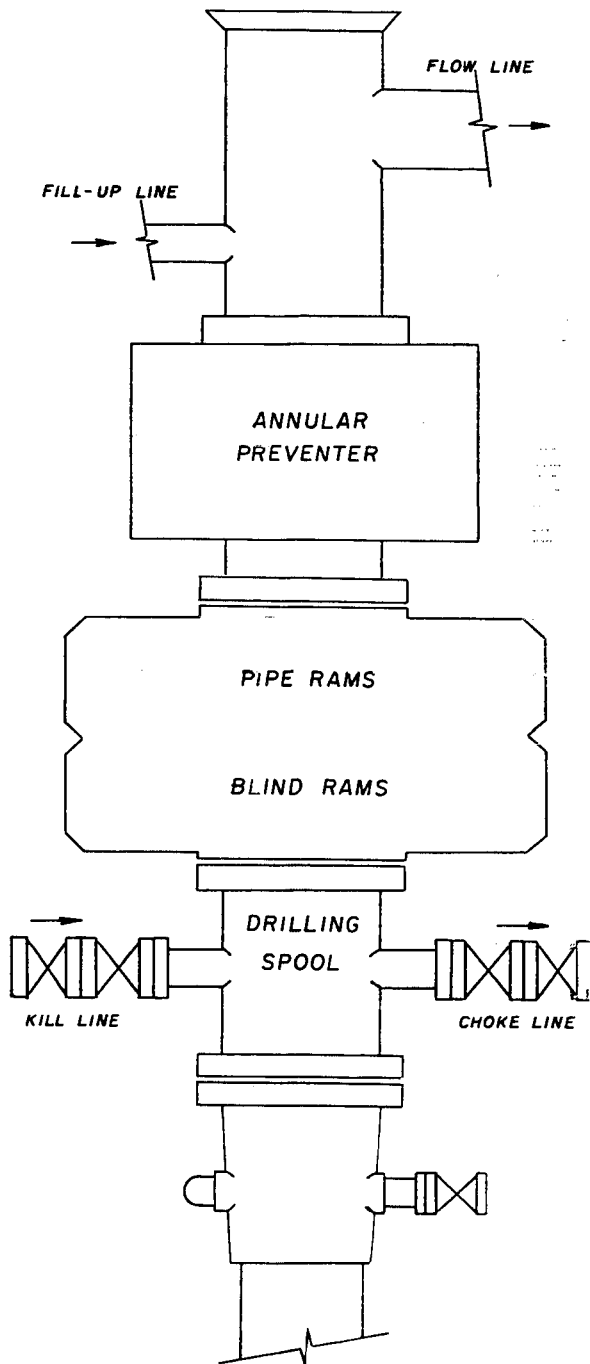 FLOW LINE
FILL-UP LINE
ANNULAR
PREVENTER
PIPE RAMS
BLIND RAMS
DRILLING
SPOOL
KILL LINE
CHOKE LINE